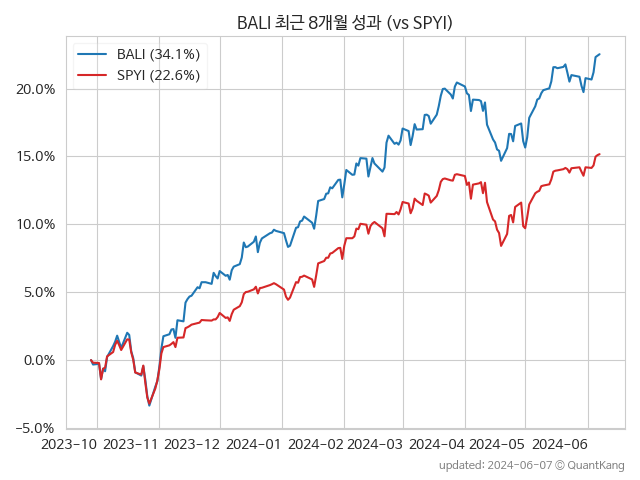 BALI 최근 8개월 성과 (vs SPYI)
BALI (34.1%)
SPYI (22.6%)
20.0%
15.0%
10.0%
5.0%
0.0%
−5.0%
2023−10 2023−11 2023−12 2024−01 2024−02 2024−03 2024−04 2024−05 2024−06
updated: 2024-06-07 © QuantKang